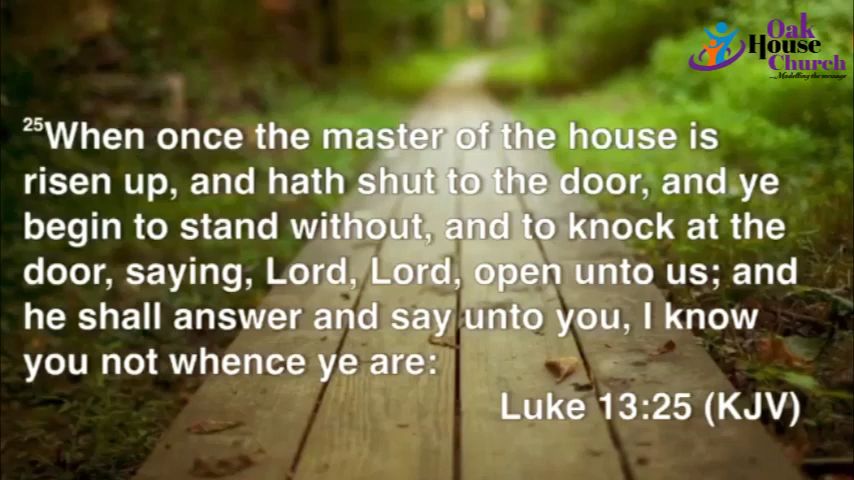 Oak
House
Church
...Modelling the message
25When once the master of the house is
risen up, and hath shut to the door, and ye
begin to stand without, and to knock at the
door, saying, Lord, Lord, open unto us; and
he shall answer and say unto you, I know
you not whence ye are:
Luke 13:25 (KJV)